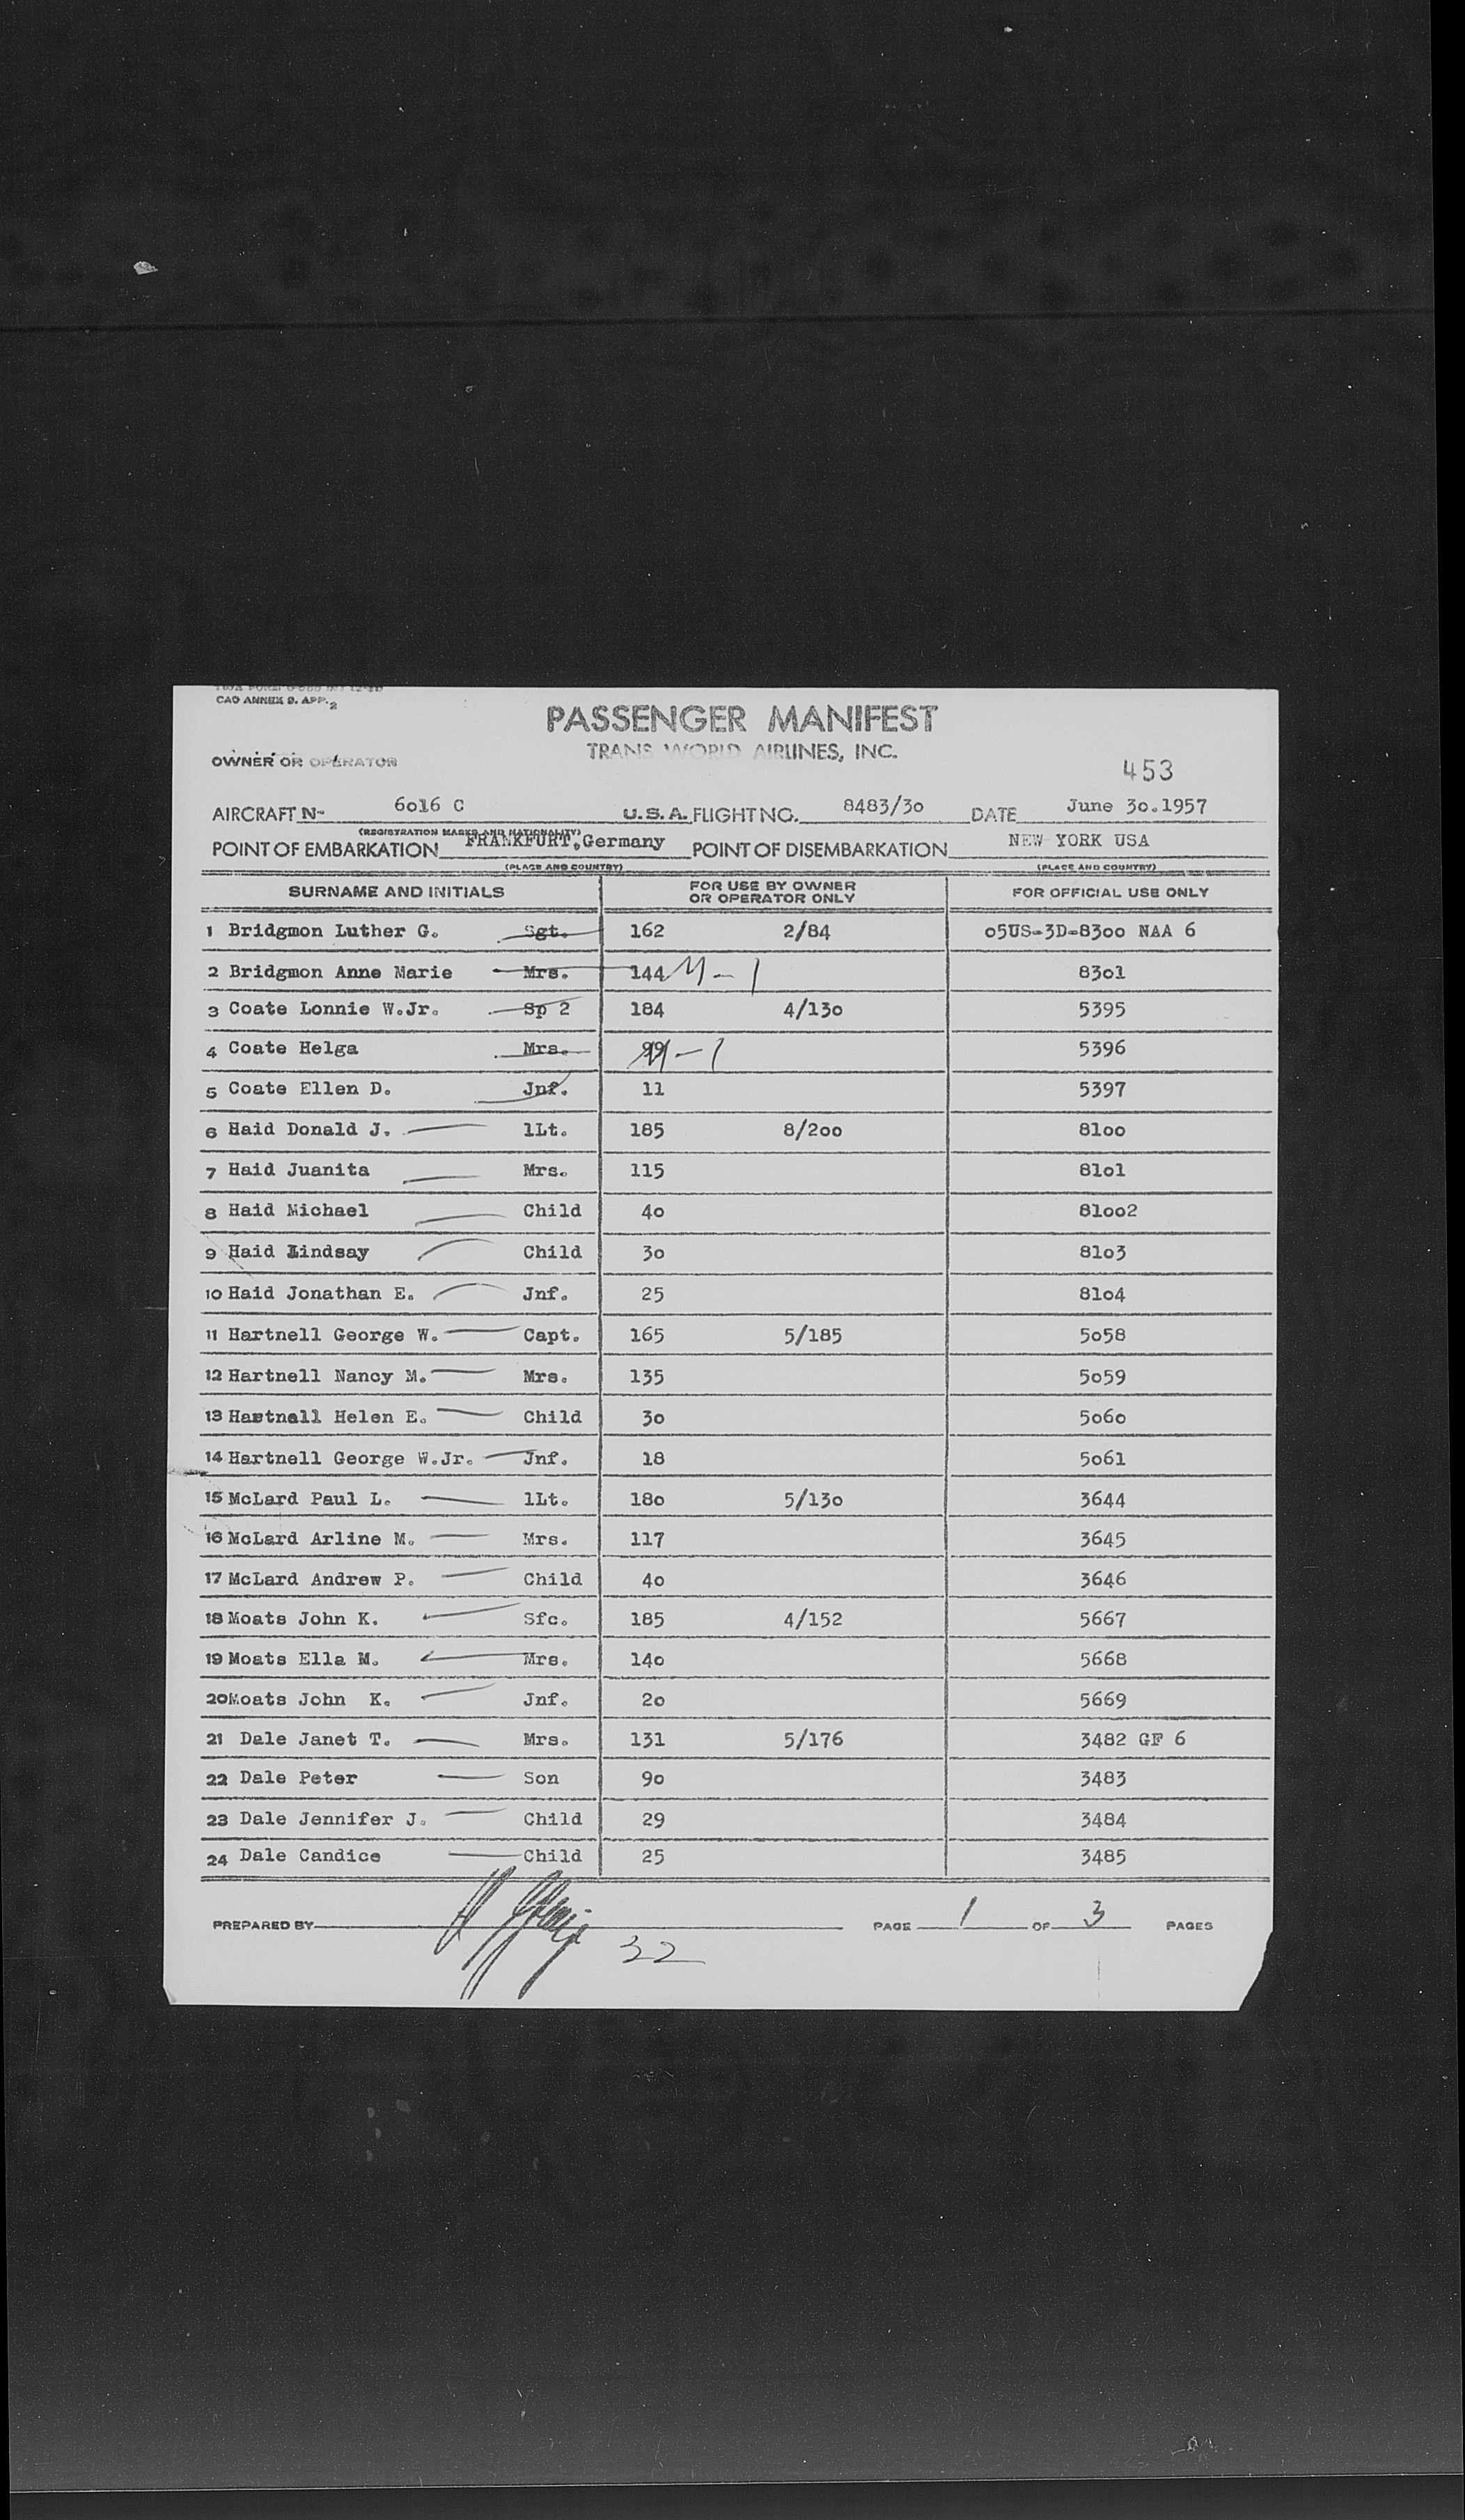 CAO ANNEX 9. APP. 2
PASSENGER MANIFEST
OWNER OR OPERATOR TRANS WORLD AIRLINES, INC.
453
AIRCRAFT N- 6016 C U.S.A. FLIGHT NO. 8483/30 DATE June 30.1957
(REGISTRATION MARKS AND NATIONALITY)
POINT OF EMBARKATION FRANKFURT,Germany POINT OF DISEMBARKATION NEW YORK USA
(PLACE AND COUNTRY) (PLACE AND COUNTRY)
SURNAME AND INITIALS FOR USE BY OWNER OR OPERATOR ONLY FOR OFFICIAL USE ONLY
1 Bridgmon Luther G. Sgt. 162 2/84 05US-3D-8300 NAA 6
2 Bridgmon Anne Marie Mrs. 144 M-1 8301
3 Coate Lonnie W.Jr. Sp 2 184 4/130 5395
4 Coate Helga Mrs. 99 M-1 5396
5 Coate Ellen D. Jnf. 11 5397
6 Haid Donald J. 1Lt. 185 8/200 8100
7 Haid Juanita Mrs. 115 8101
8 Haid Michael Child 40 81002
9 Haid Lindsay Child 30 8103
10 Haid Jonathan E. Jnf. 25 8104
11 Hartnell George W. Capt. 165 5/185 5058
12 Hartnell Nancy M. Mrs. 135 5059
13 Hartnell Helen E. Child 30 5060
14 Hartnell George W.Jr. Jnf. 18 5061
15 McLard Paul L. 1Lt. 180 5/130 3644
16 McLard Arline M. Mrs. 117 3645
17 McLard Andrew P. Child 40 3646
18 Moats John K. Sfc. 185 4/152 5667
19 Moats Ella M. Mrs. 140 5668
20 Moats John K. Jnf. 20 5669
21 Dale Janet T. Mrs. 131 5/176 3482 GF 6
22 Dale Peter Son 90 3483
23 Dale Jennifer J. Child 29 3484
24 Dale Candice Child 25 3485
PREPARED BY PAGE 1 OF 3 PAGES
32